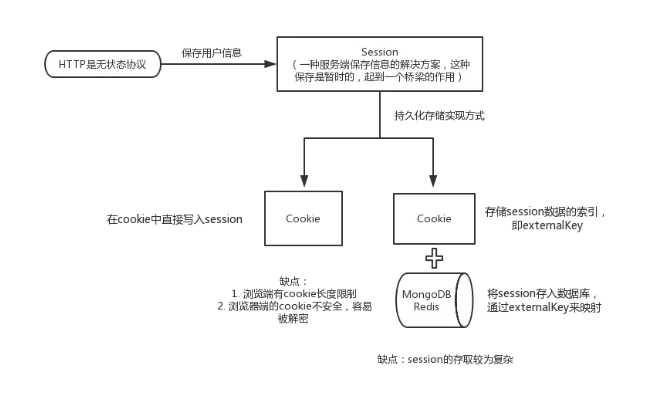 HTTP是无状态协议
保存用户信息
Session
（一种服务端保存信息的解决方案，这种
保存是暂时的，起到一个桥梁的作用）
持久化存储实现方式
在cookie中直接写入session
Cookie
Cookie
存储session数据的索引，
即externalKey
缺点：
1. 浏览端有cookie长度限制
2. 浏览器端的cookie不安全，容易
被解密
MongoDB
Redis
将session存入数据库，
通过externalKey来映射
缺点：session的存取较为复杂